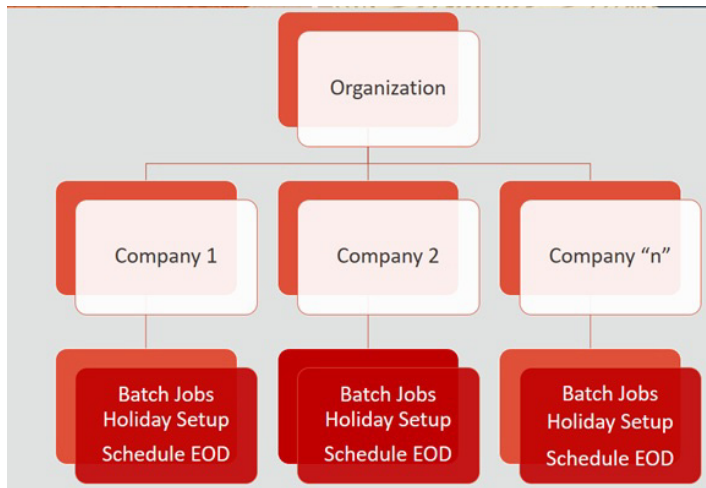 Organization
Company 1
Company 2
Company “n”
Batch Jobs
Holiday Setup
Schedule EOD
Batch Jobs
Holiday Setup
Schedule EOD
Batch Jobs
Holiday Setup
Schedule EOD